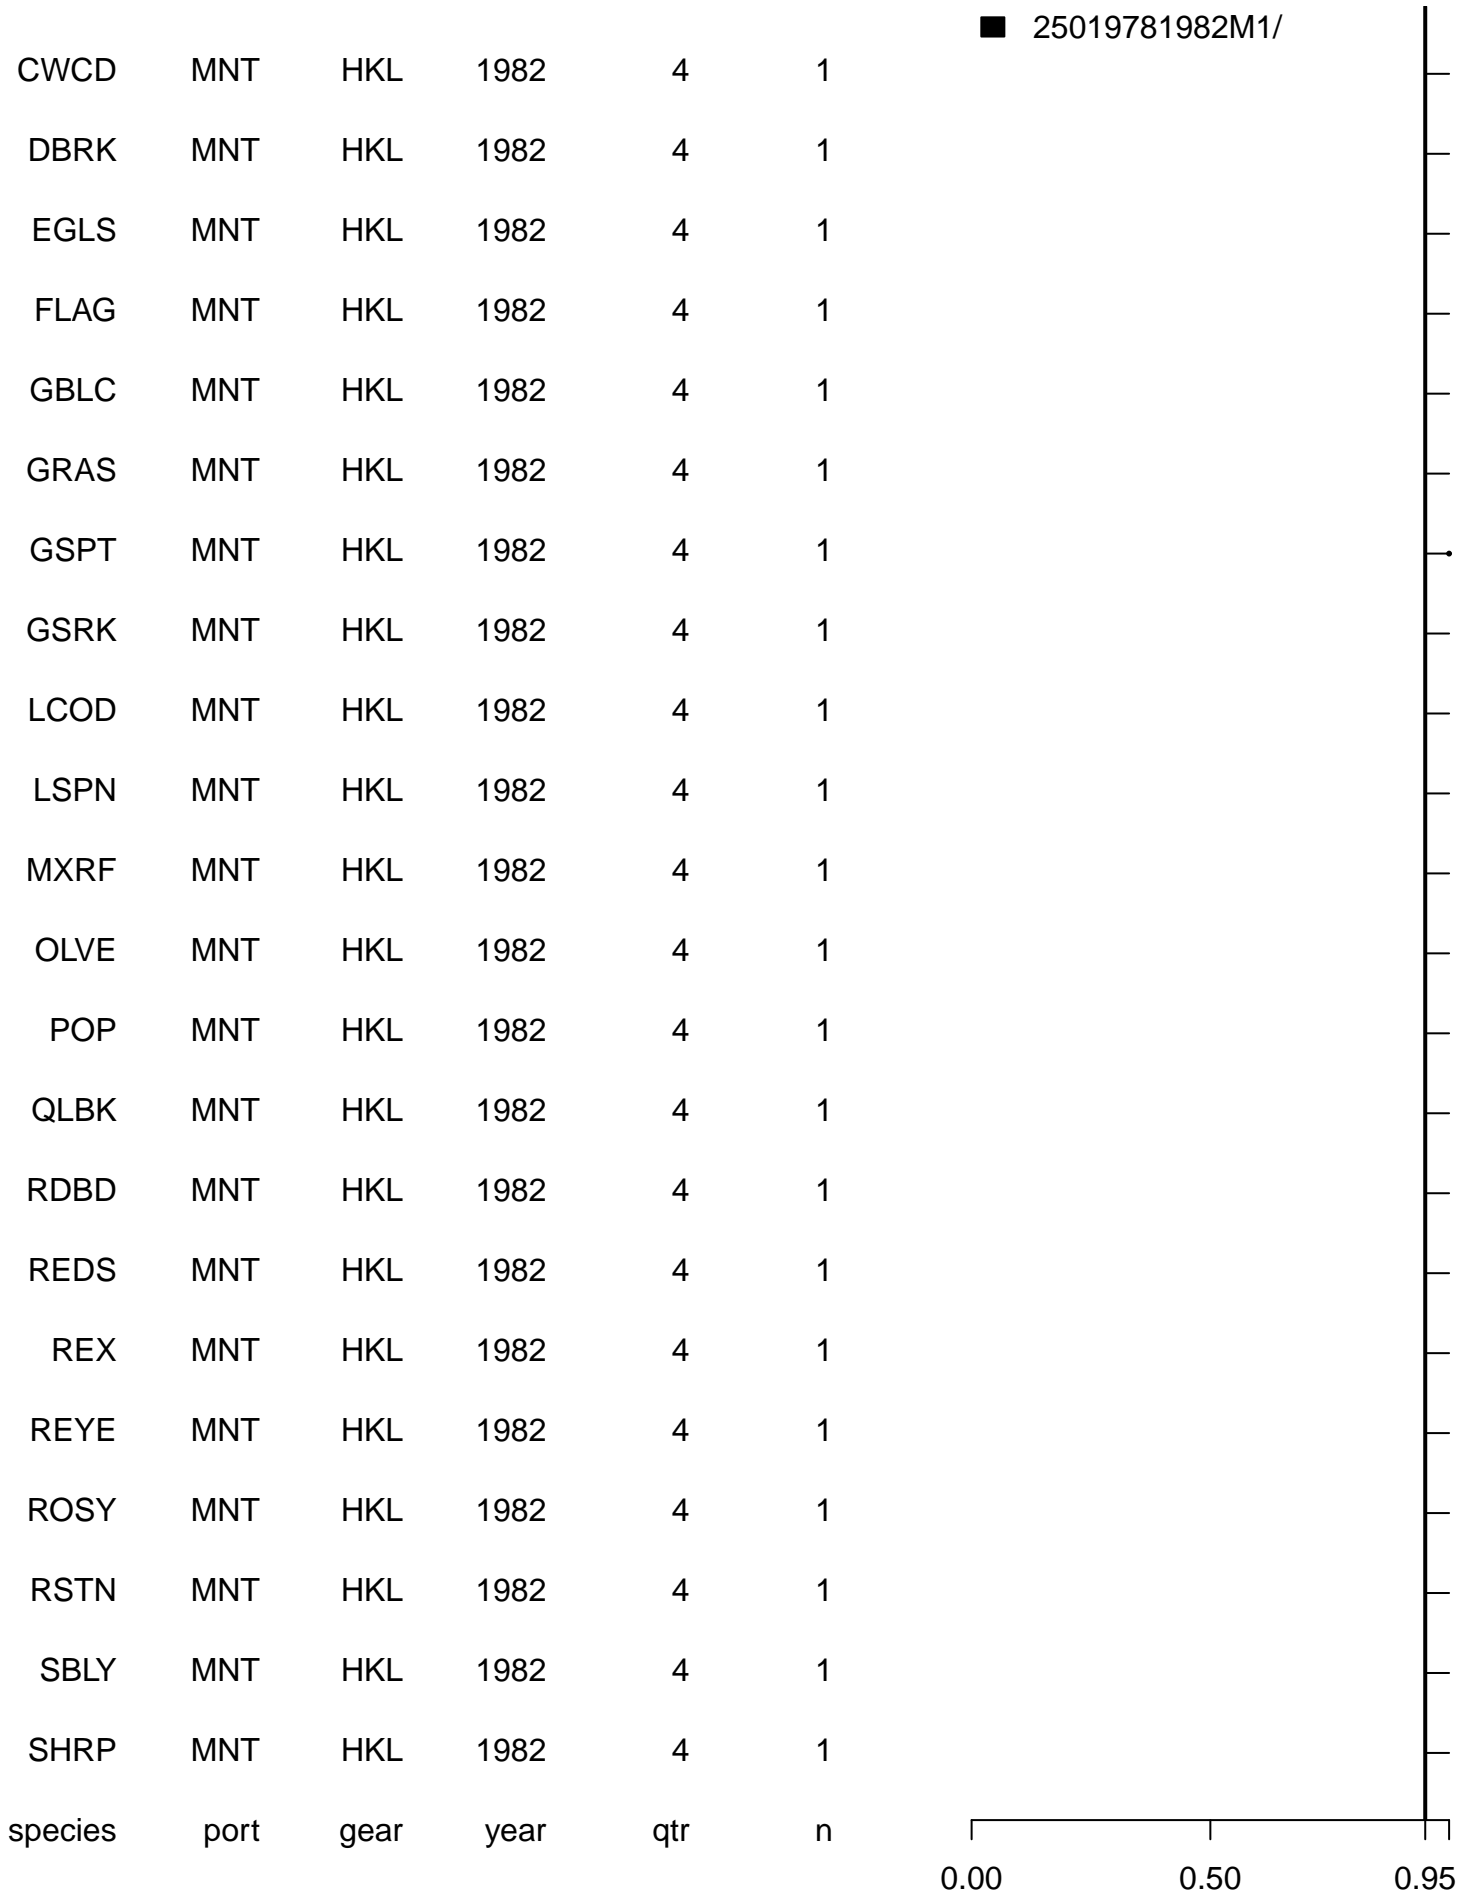 25019781982M1/
CWCD MNT HKL 1982 4 1
DBRK MNT HKL 1982 4 1
EGLS MNT HKL 1982 4 1
FLAG MNT HKL 1982 4 1
GBLC MNT HKL 1982 4 1
GRAS MNT HKL 1982 4 1
GSPT MNT HKL 1982 4 1
GSRK MNT HKL 1982 4 1
LCOD MNT HKL 1982 4 1
LSPN MNT HKL 1982 4 1
MXRF MNT HKL 1982 4 1
OLVE MNT HKL 1982 4 1
POP MNT HKL 1982 4 1
QLBK MNT HKL 1982 4 1
RDBD MNT HKL 1982 4 1
REDS MNT HKL 1982 4 1
REX MNT HKL 1982 4 1
REYE MNT HKL 1982 4 1
ROSY MNT HKL 1982 4 1
RSTN MNT HKL 1982 4 1
SBLY MNT HKL 1982 4 1
SHRP MNT HKL 1982 4 1
species port gear year qtr n
0.00 0.50 0.95